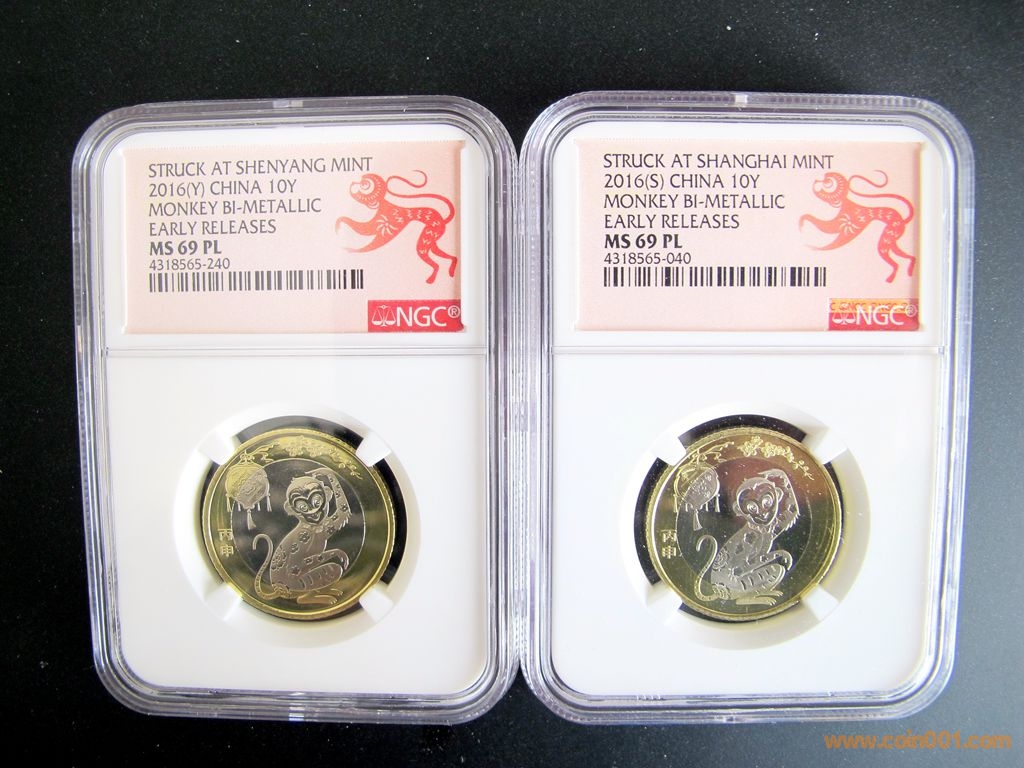 STRUCK AT SHENYANG MINT
2016(Y) CHINA 10Y
MONKEY BI-METALLIC
EARLY RELEASES
MS 69 PL
4318565-240
NGC®
丙申
STRUCK AT SHANGHAI MINT
2016(S) CHINA 10Y
MONKEY BI-METALLIC
EARLY RELEASES
MS 69 PL
4318565-040
NGC®
丙申
www.coin001.com